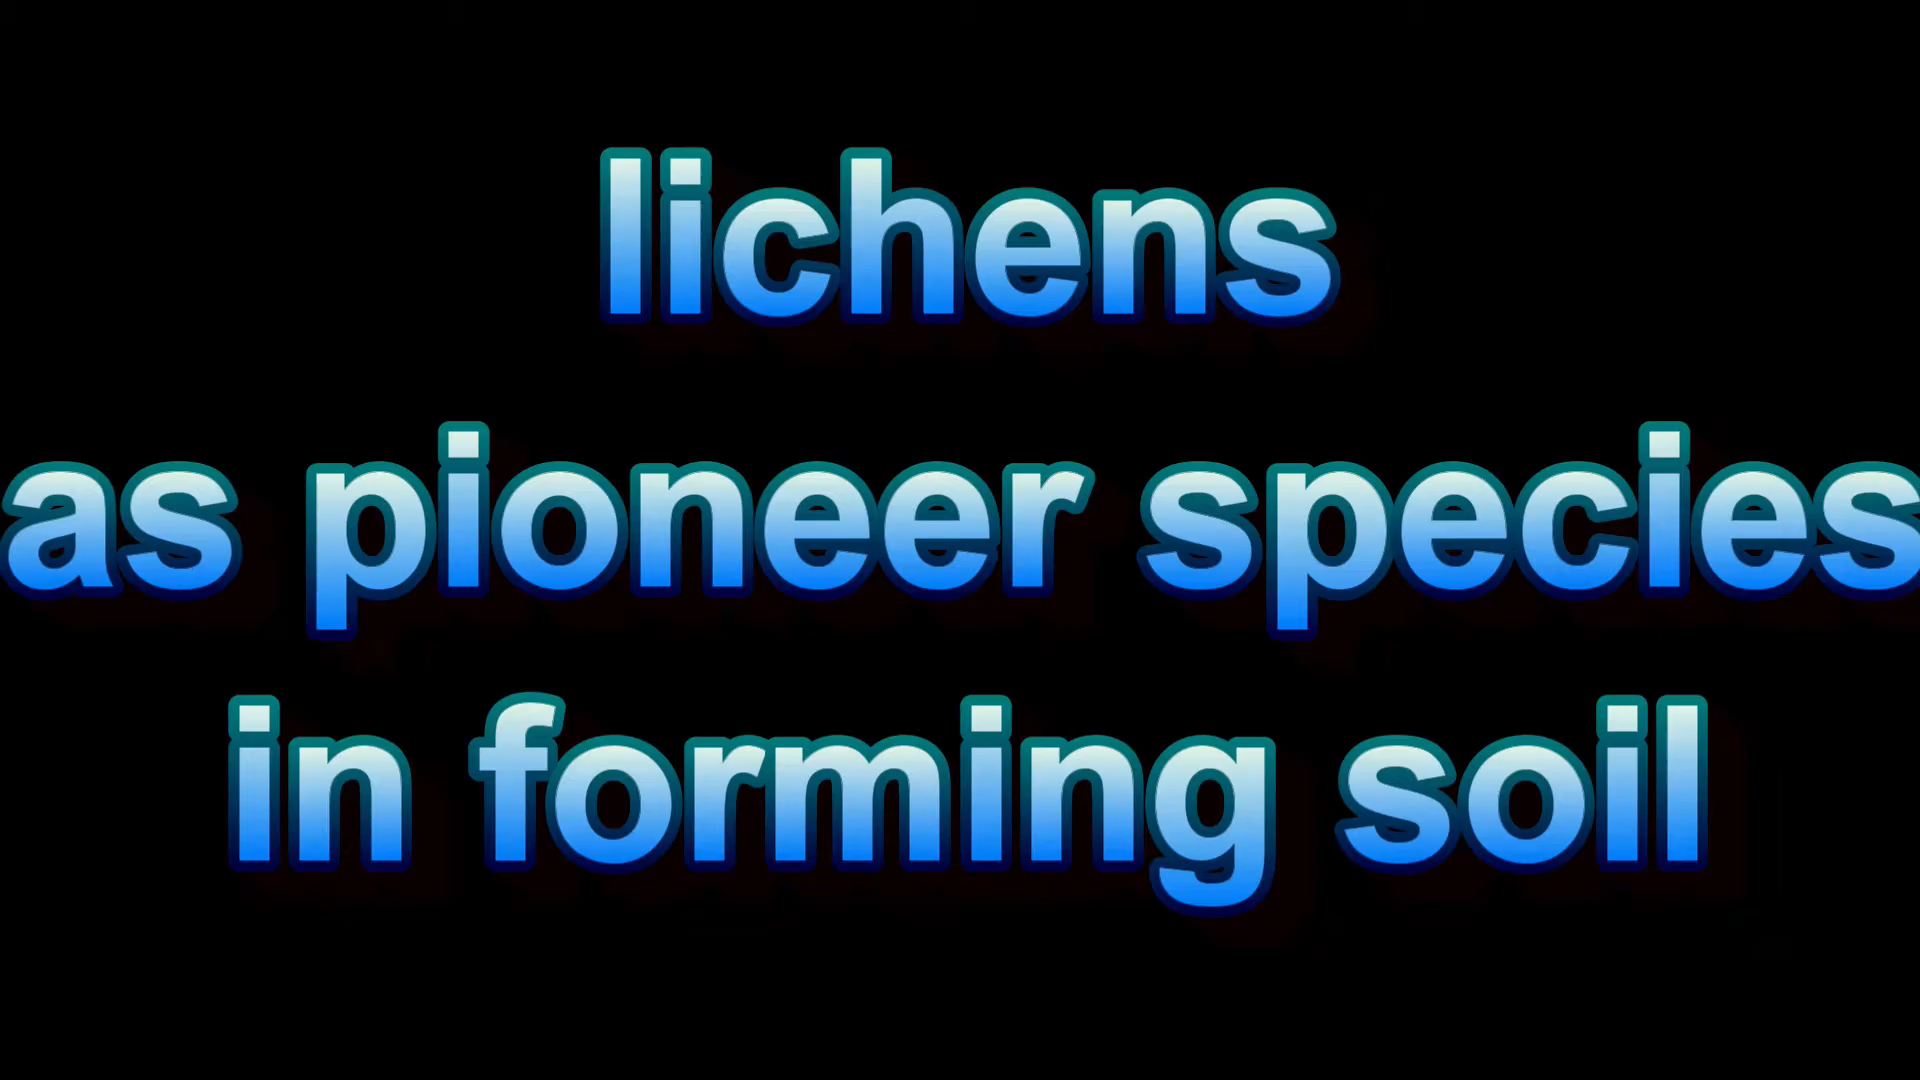 lichens
as pioneer species
in forming soil